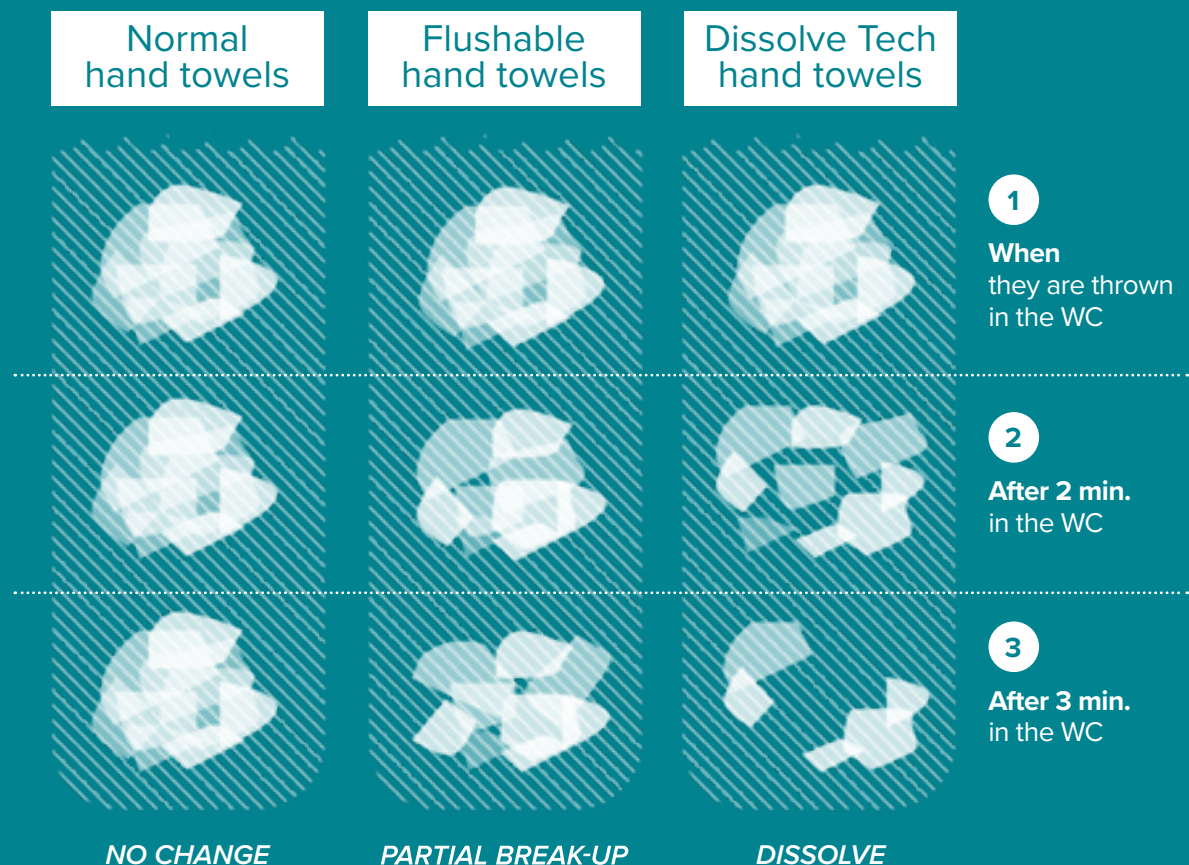 Normal
hand towels
Flushable
hand towels
Dissolve Tech
hand towels
1
When
they are thrown
in the WC
2
After 2 min.
in the WC
3
After 3 min.
in the WC
NO CHANGE
PARTIAL BREAK-UP
DISSOLVE